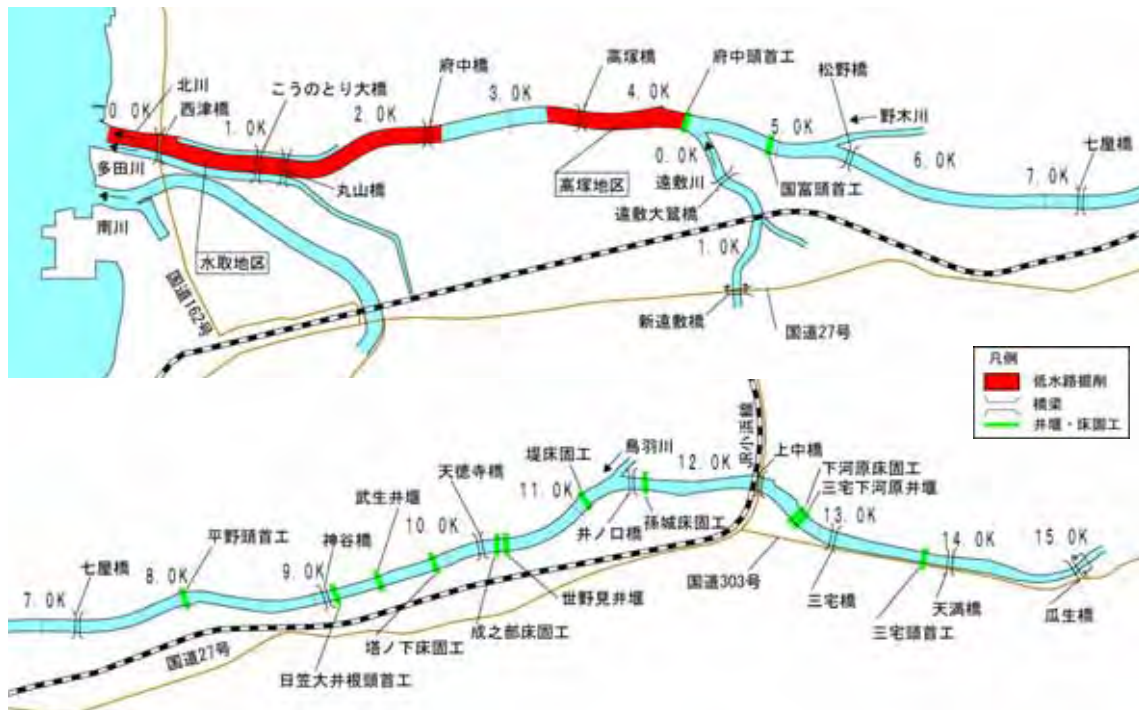 北川
西津橋
0.0K
こうのとり大橋
1.0K
2.0K
府中橋
3.0K
高塚橋
4.0K
府中頭首工
松野橋
5.0K
野木川
6.0K
七屋橋
7.0K
多田川
丸山橋
高塚地区
0.0K
遠敷川
国富頭首工
遠敷大鷲橋
南川
水取地区
1.0K
国道162号
新遠敷橋
国道27号
凡例
低水路掘削
橋梁
井堰・床固工
七屋橋
7.0K
8.0K
平野頭首工
9.0K
神谷橋
武生井堰
10.0K
天徳寺橋
堤床固工
11.0K
鳥羽川
12.0K
JR小浜線
上中橋
下河原床固工
三宅下河原井堰
13.0K
14.0K
15.0K
井ノ口橋
孫城床固工
国道303号
三宅橋
天満橋
瓜生橋
三宅頭首工
世野見井堰
成之部床固工
塔ノ下床固工
国道27号
日笠大井根頭首工